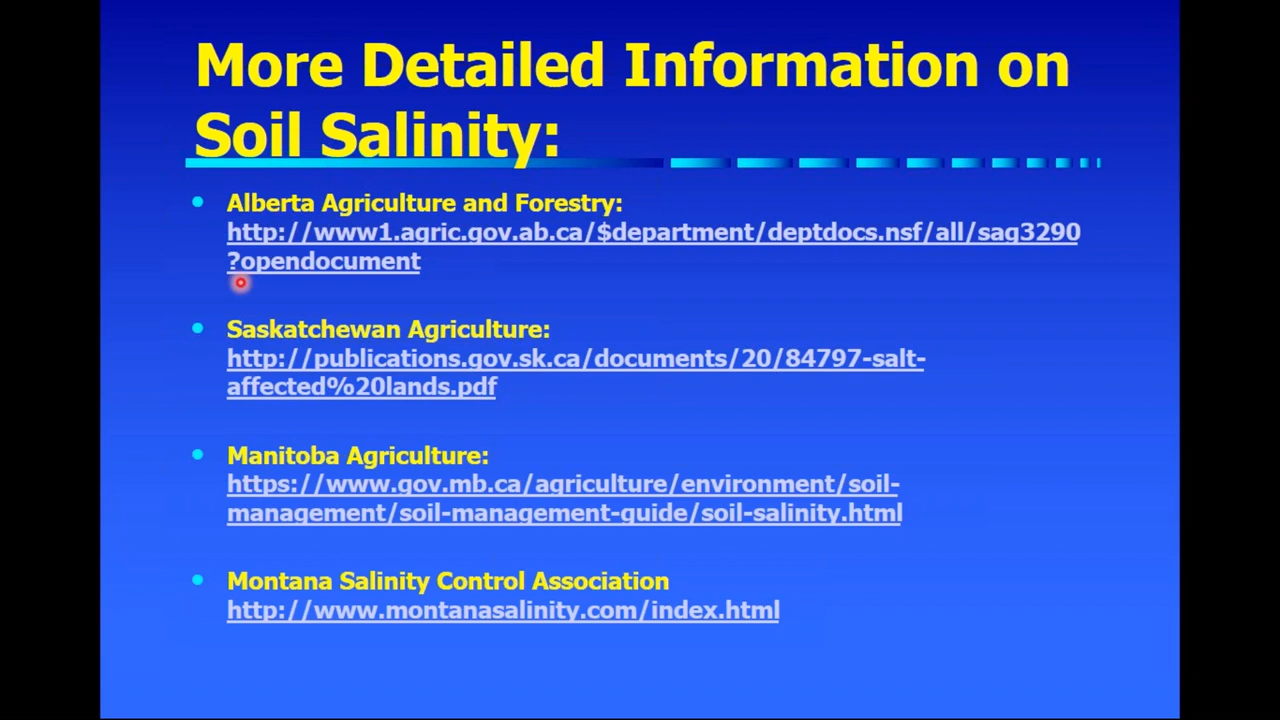 More Detailed Information on
Soil Salinity:
Alberta Agriculture and Forestry:
http://www1.agric.gov.ab.ca/$department/deptdocs.nsf/all/sag3290
?opendocument
Saskatchewan Agriculture:
http://publications.gov.sk.ca/documents/20/84797-salt-
affected%20lands.pdf
Manitoba Agriculture:
https://www.gov.mb.ca/agriculture/environment/soil-
management/soil-management-guide/soil-salinity.html
Montana Salinity Control Association
http://www.montanasalinity.com/index.html